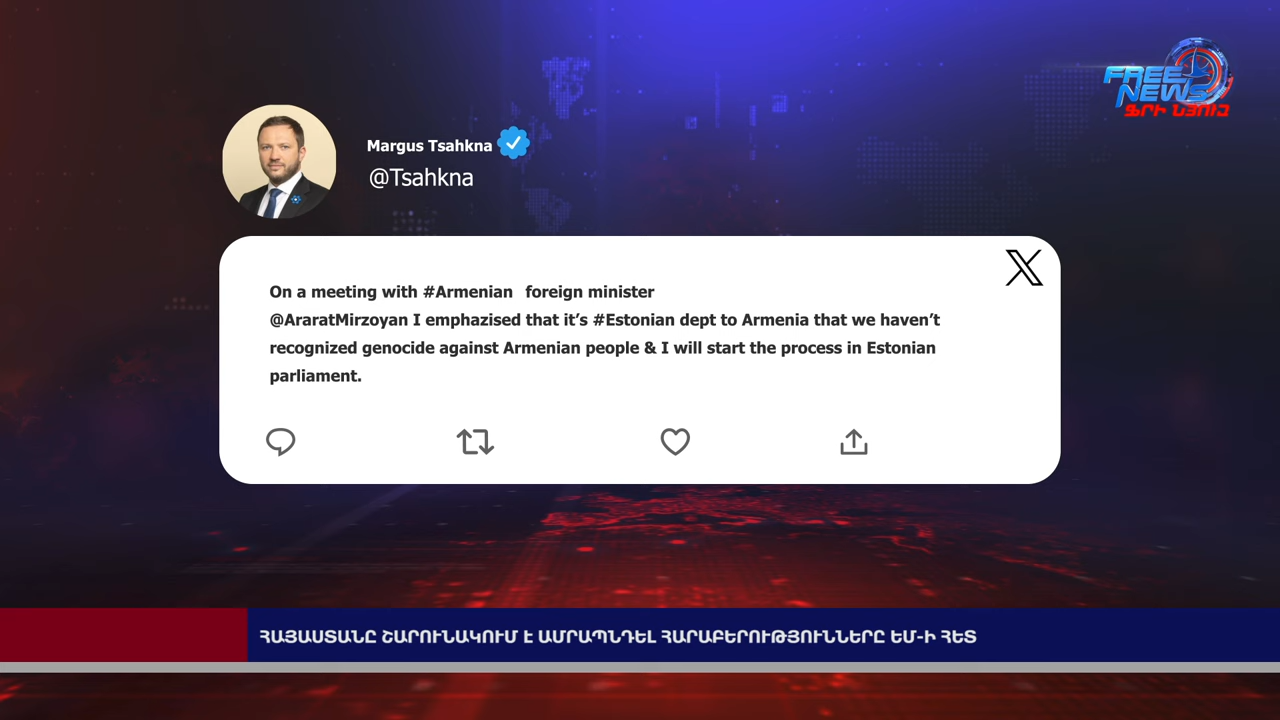 FREE
NEWS
ՖՐԻ ՆՅՈՒԶ
Margus Tsahkna
@Tsahkna
On a meeting with #Armenian foreign minister
@AraratMirzoyan I emphazised that it’s #Estonian dept to Armenia that we haven’t
recognized genocide against Armenian people & I will start the process in Estonian
parliament.
ՀԱՅԱՍՏԱՆԸ ՇԱՐՈՒՆԱԿՈՒՄ Է ԱՄՐԱՊՆԴԵԼ ՀԱՐԱԲԵՐՈՒԹՅՈՒՆՆԵՐԸ ԵՄ-Ի ՀԵՏ